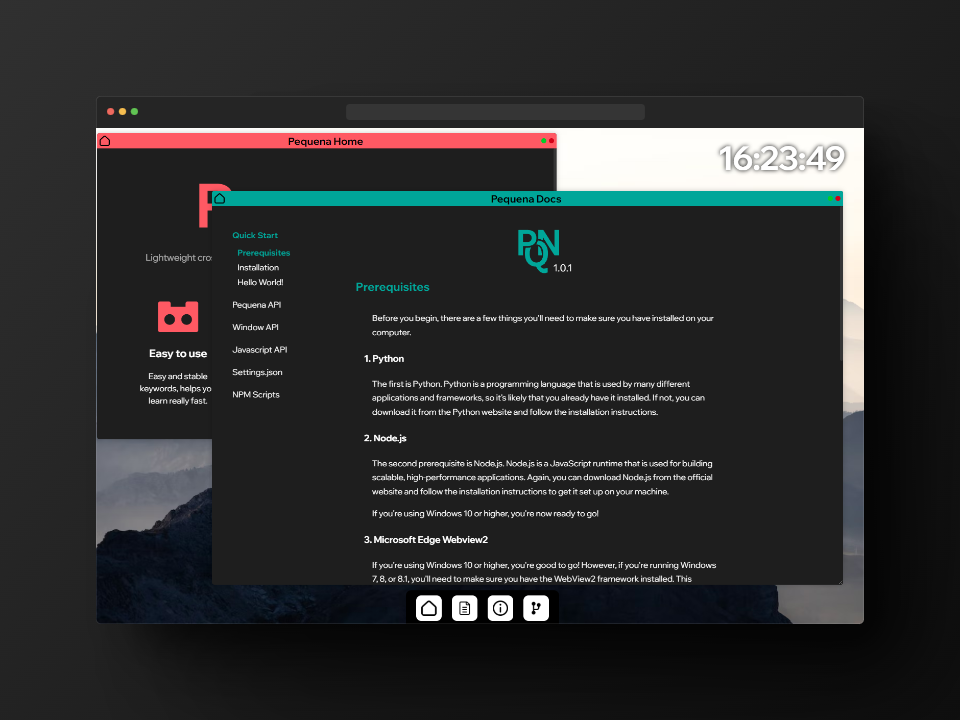 Pequena Home
16:23:49
P
Lightweight
Easy to use
Easy and stable
keywords, helps
learn really fast.
Pequena Docs
Quick Start
Prerequisites
Installation
Hello World!
Pequena API
Window API
Javascript API
Settings.json
NPM Scripts
PQN
1.0.1
Prerequisites
Before you begin, there are a few things you'll need to make sure you have installed on your
computer.
1. Python
The first is Python. Python is a programming language that is used by many different
applications and frameworks, so it's likely that you already have it installed. If not, you can
download it from the Python website and follow the installation instructions.
2. Node.js
The second prerequisite is Node.js. Node.js is a JavaScript runtime that is used for building
scalable, high-performance applications. Again, you can download Node.js from the official
website and follow the installation instructions to get it set up on your machine.
If you're using Windows 10 or higher, you're now ready to go!
3. Microsoft Edge Webview2
If you're using Windows 10 or higher, you're good to go! However, if you're running Windows
7, 8, or 8.1, you'll need to make sure you have the WebView2 framework installed. This